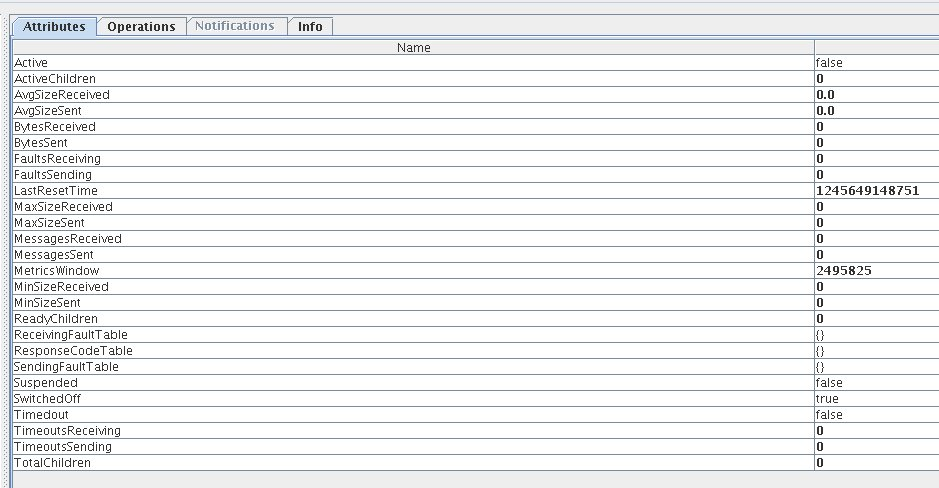 Attributes Operations Notifications Info
Name
Active false
ActiveChildren 0
AvgSizeReceived 0.0
AvgSizeSent 0.0
BytesReceived 0
BytesSent 0
FaultsReceiving 0
FaultsSending 0
LastResetTime 1245649148751
MaxSizeReceived 0
MaxSizeSent 0
MessagesReceived 0
MessagesSent 0
MetricsWindow 2495825
MinSizeReceived 0
MinSizeSent 0
ReadyChildren 0
ReceivingFaultTable {}
ResponseCodeTable {}
SendingFaultTable {}
Suspended false
SwitchedOff true
Timedout false
TimeoutsReceiving 0
TimeoutsSending 0
TotalChildren 0